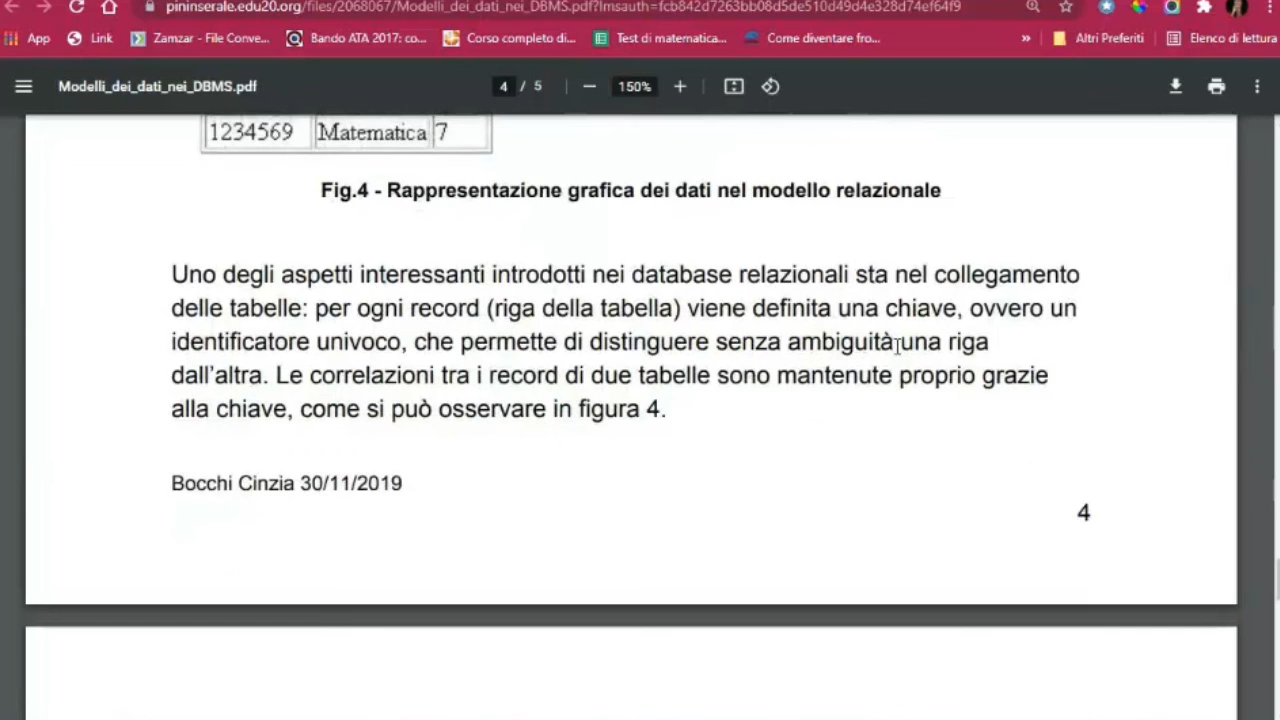 pininserale.edu20.org/files/2068067/Modelli_dei_dati_nei_DBMS.pdf?lmsauth=fcb842d7263bb08d5de510d49d4e328d74ef64f9
App Link Zamzar - File Conve... Bando ATA 2017: co... Corso completo di... Test di matematica... Come diventare fro... » Altri Preferiti Elenco di lettura
Modelli_dei_dati_nei_DBMS.pdf 4 / 5 − 150% +
1234569 Matematica 7
Fig.4 - Rappresentazione grafica dei dati nel modello relazionale
Uno degli aspetti interessanti introdotti nei database relazionali sta nel collegamento
delle tabelle: per ogni record (riga della tabella) viene definita una chiave, ovvero un
identificatore univoco, che permette di distinguere senza ambiguità una riga
dall'altra. Le correlazioni tra i record di due tabelle sono mantenute proprio grazie
alla chiave, come si può osservare in figura 4.
Bocchi Cinzia 30/11/2019
4